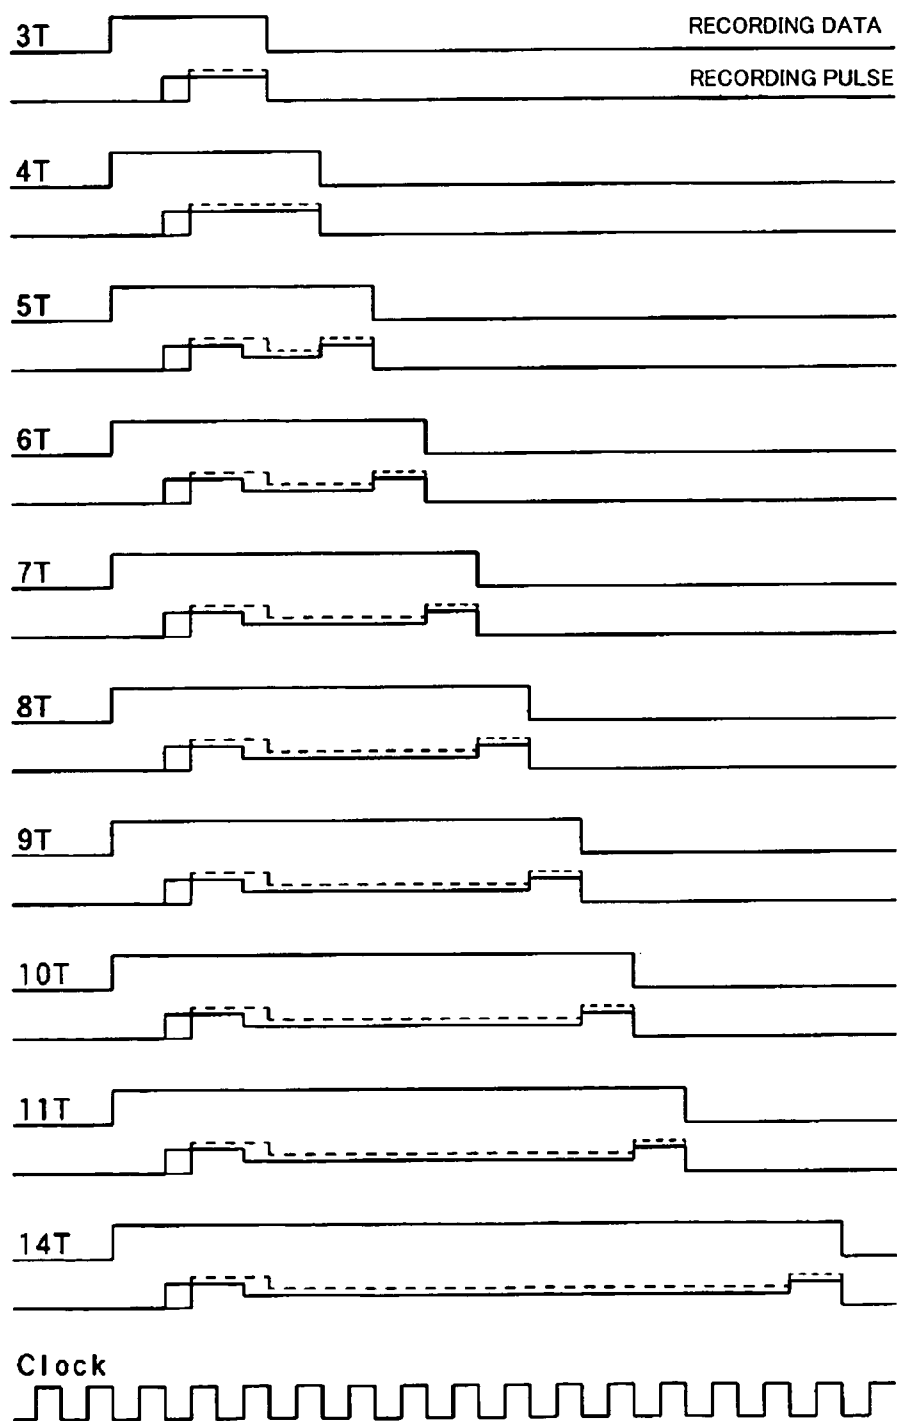 3T RECORDING DATA
RECORDING PULSE
4T
5T
6T
7T
8T
9T
10T
11T
14T
Clock